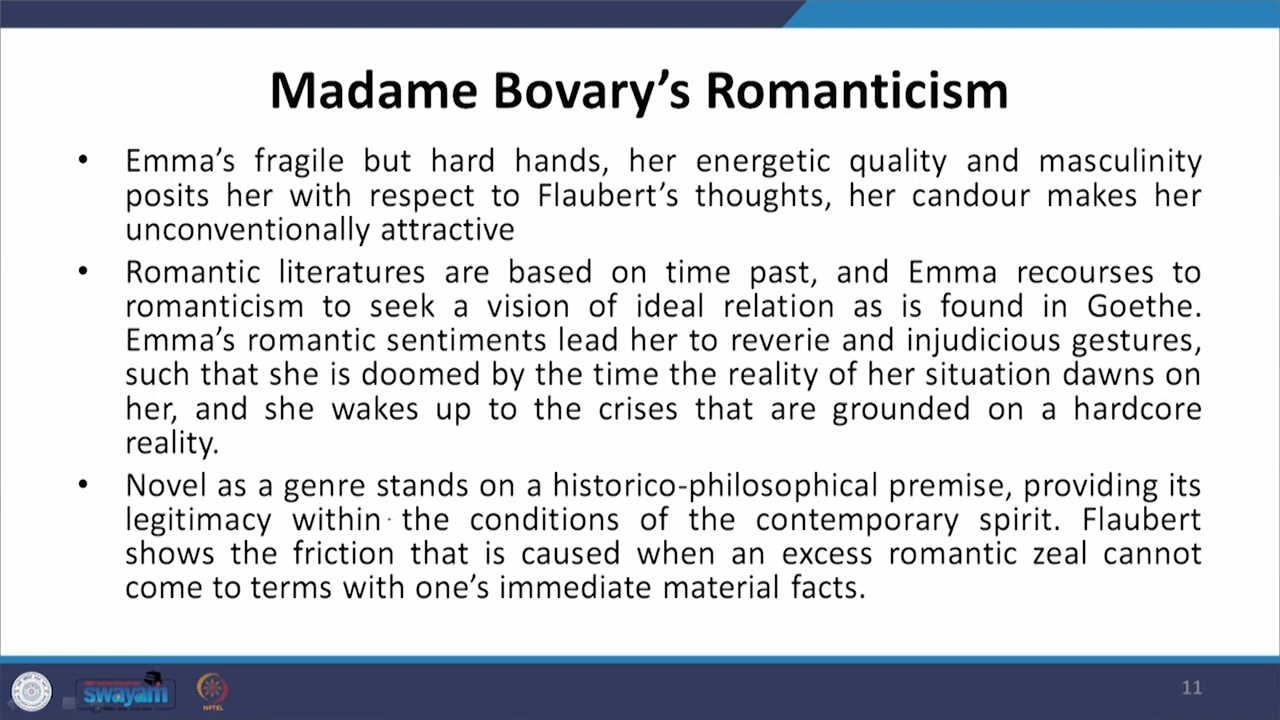 Madame Bovary’s Romanticism
• Emma’s fragile but hard hands, her energetic quality and masculinity
posits her with respect to Flaubert’s thoughts, her candour makes her
unconventionally attractive
• Romantic literatures are based on time past, and Emma recourses to
romanticism to seek a vision of ideal relation as is found in Goethe.
Emma’s romantic sentiments lead her to reverie and injudicious gestures,
such that she is doomed by the time the reality of her situation dawns on
her, and she wakes up to the crises that are grounded on a hardcore
reality.
• Novel as a genre stands on a historico-philosophical premise, providing its
legitimacy within the conditions of the contemporary spirit. Flaubert
shows the friction that is caused when an excess romantic zeal cannot
come to terms with one’s immediate material facts.
swayam
NPTEL
11